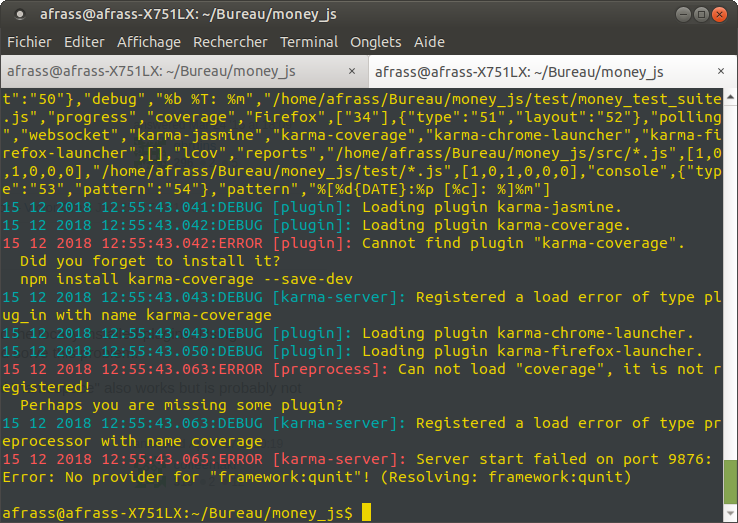 afrass@afrass-X751LX: ~/Bureau/money_js
Fichier Editer Affichage Rechercher Terminal Onglets Aide
afrass@afrass-X751LX: ~/Bureau/money_js × afrass@afrass-X751LX: ~/Bureau/money_js ×
t":"50"},"debug","%b %T: %m","/home/afrass/Bureau/money_js/test/money_test_suite
.js","progress","coverage","Firefox",["34"],{"type":"51","layout":"52"},"polling
","websocket","karma-jasmine","karma-coverage","karma-chrome-launcher","karma-fi
refox-launcher",[],"lcov","reports","/home/afrass/Bureau/money_js/src/*.js",[1,0
,1,0,0,0],"/home/afrass/Bureau/money_js/test/*.js",[1,0,1,0,0,0],"console",{"typ
e":"53","pattern":"54"},"pattern","%[%d{DATE}:%p [%c]: %]%m"]
15 12 2018 12:55:43.041:DEBUG [plugin]: Loading plugin karma-jasmine.
15 12 2018 12:55:43.042:DEBUG [plugin]: Loading plugin karma-coverage.
15 12 2018 12:55:43.042:ERROR [plugin]: Cannot find plugin "karma-coverage".
  Did you forget to install it?
  npm install karma-coverage --save-dev
15 12 2018 12:55:43.043:DEBUG [karma-server]: Registered a load error of type pl
ug_in with name karma-coverage
15 12 2018 12:55:43.043:DEBUG [plugin]: Loading plugin karma-chrome-launcher.
15 12 2018 12:55:43.050:DEBUG [plugin]: Loading plugin karma-firefox-launcher.
15 12 2018 12:55:43.063:ERROR [preprocess]: Can not load "coverage", it is not r
egistered!
  Perhaps you are missing some plugin?
15 12 2018 12:55:43.063:DEBUG [karma-server]: Registered a load error of type pr
eprocessor with name coverage
15 12 2018 12:55:43.065:ERROR [karma-server]: Server start failed on port 9876:
Error: No provider for "framework:qunit"! (Resolving: framework:qunit)
afrass@afrass-X751LX:~/Bureau/money_js$